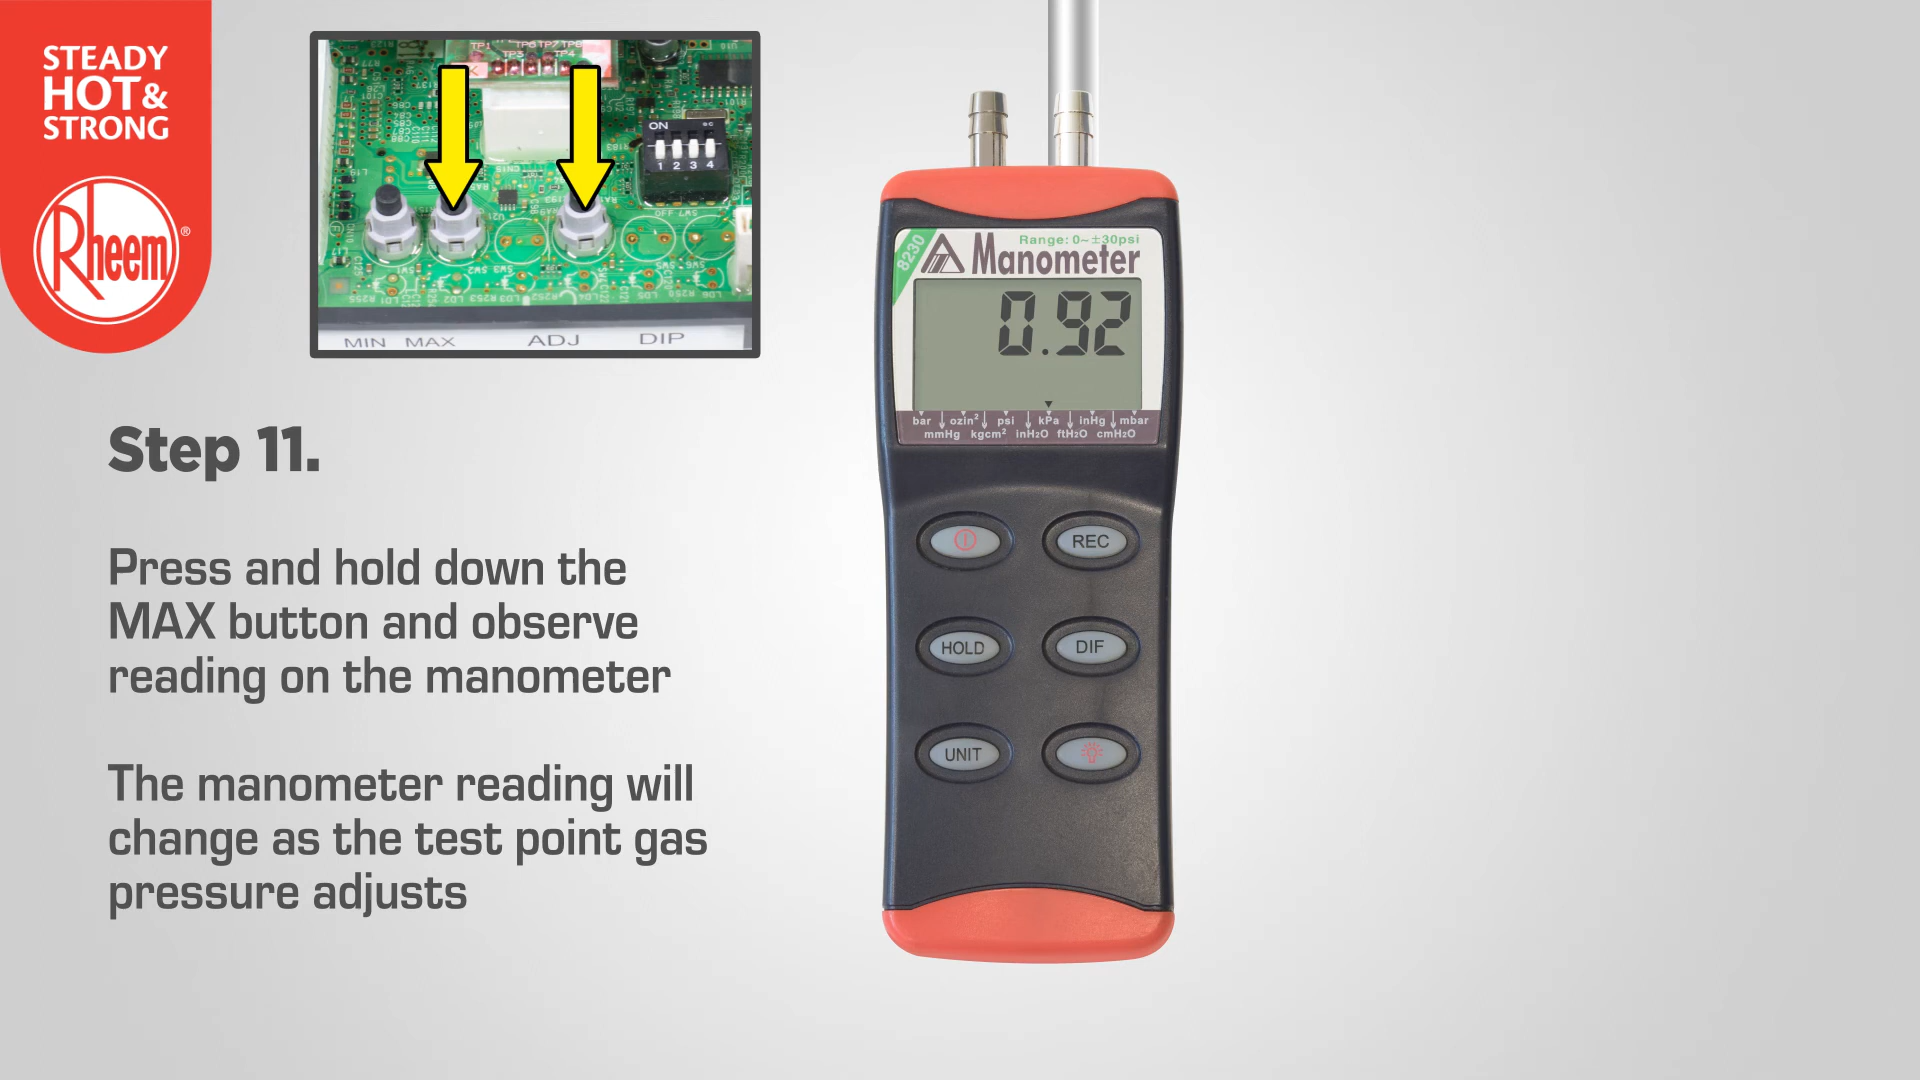 STEADY
HOT&
STRONG
Rheem®
ON
1 2 3 4
MIN MAX ADJ DIP
Step 11.
Press and hold down the
MAX button and observe
reading on the manometer
The manometer reading will
change as the test point gas
pressure adjusts
8230
Range: 0~±30psi
Manometer
0.92
bar ozin² psi kPa inHg mbar
mmHg kgcm² inH2O ftH2O cmH2O
REC
HOLD
DIF
UNIT